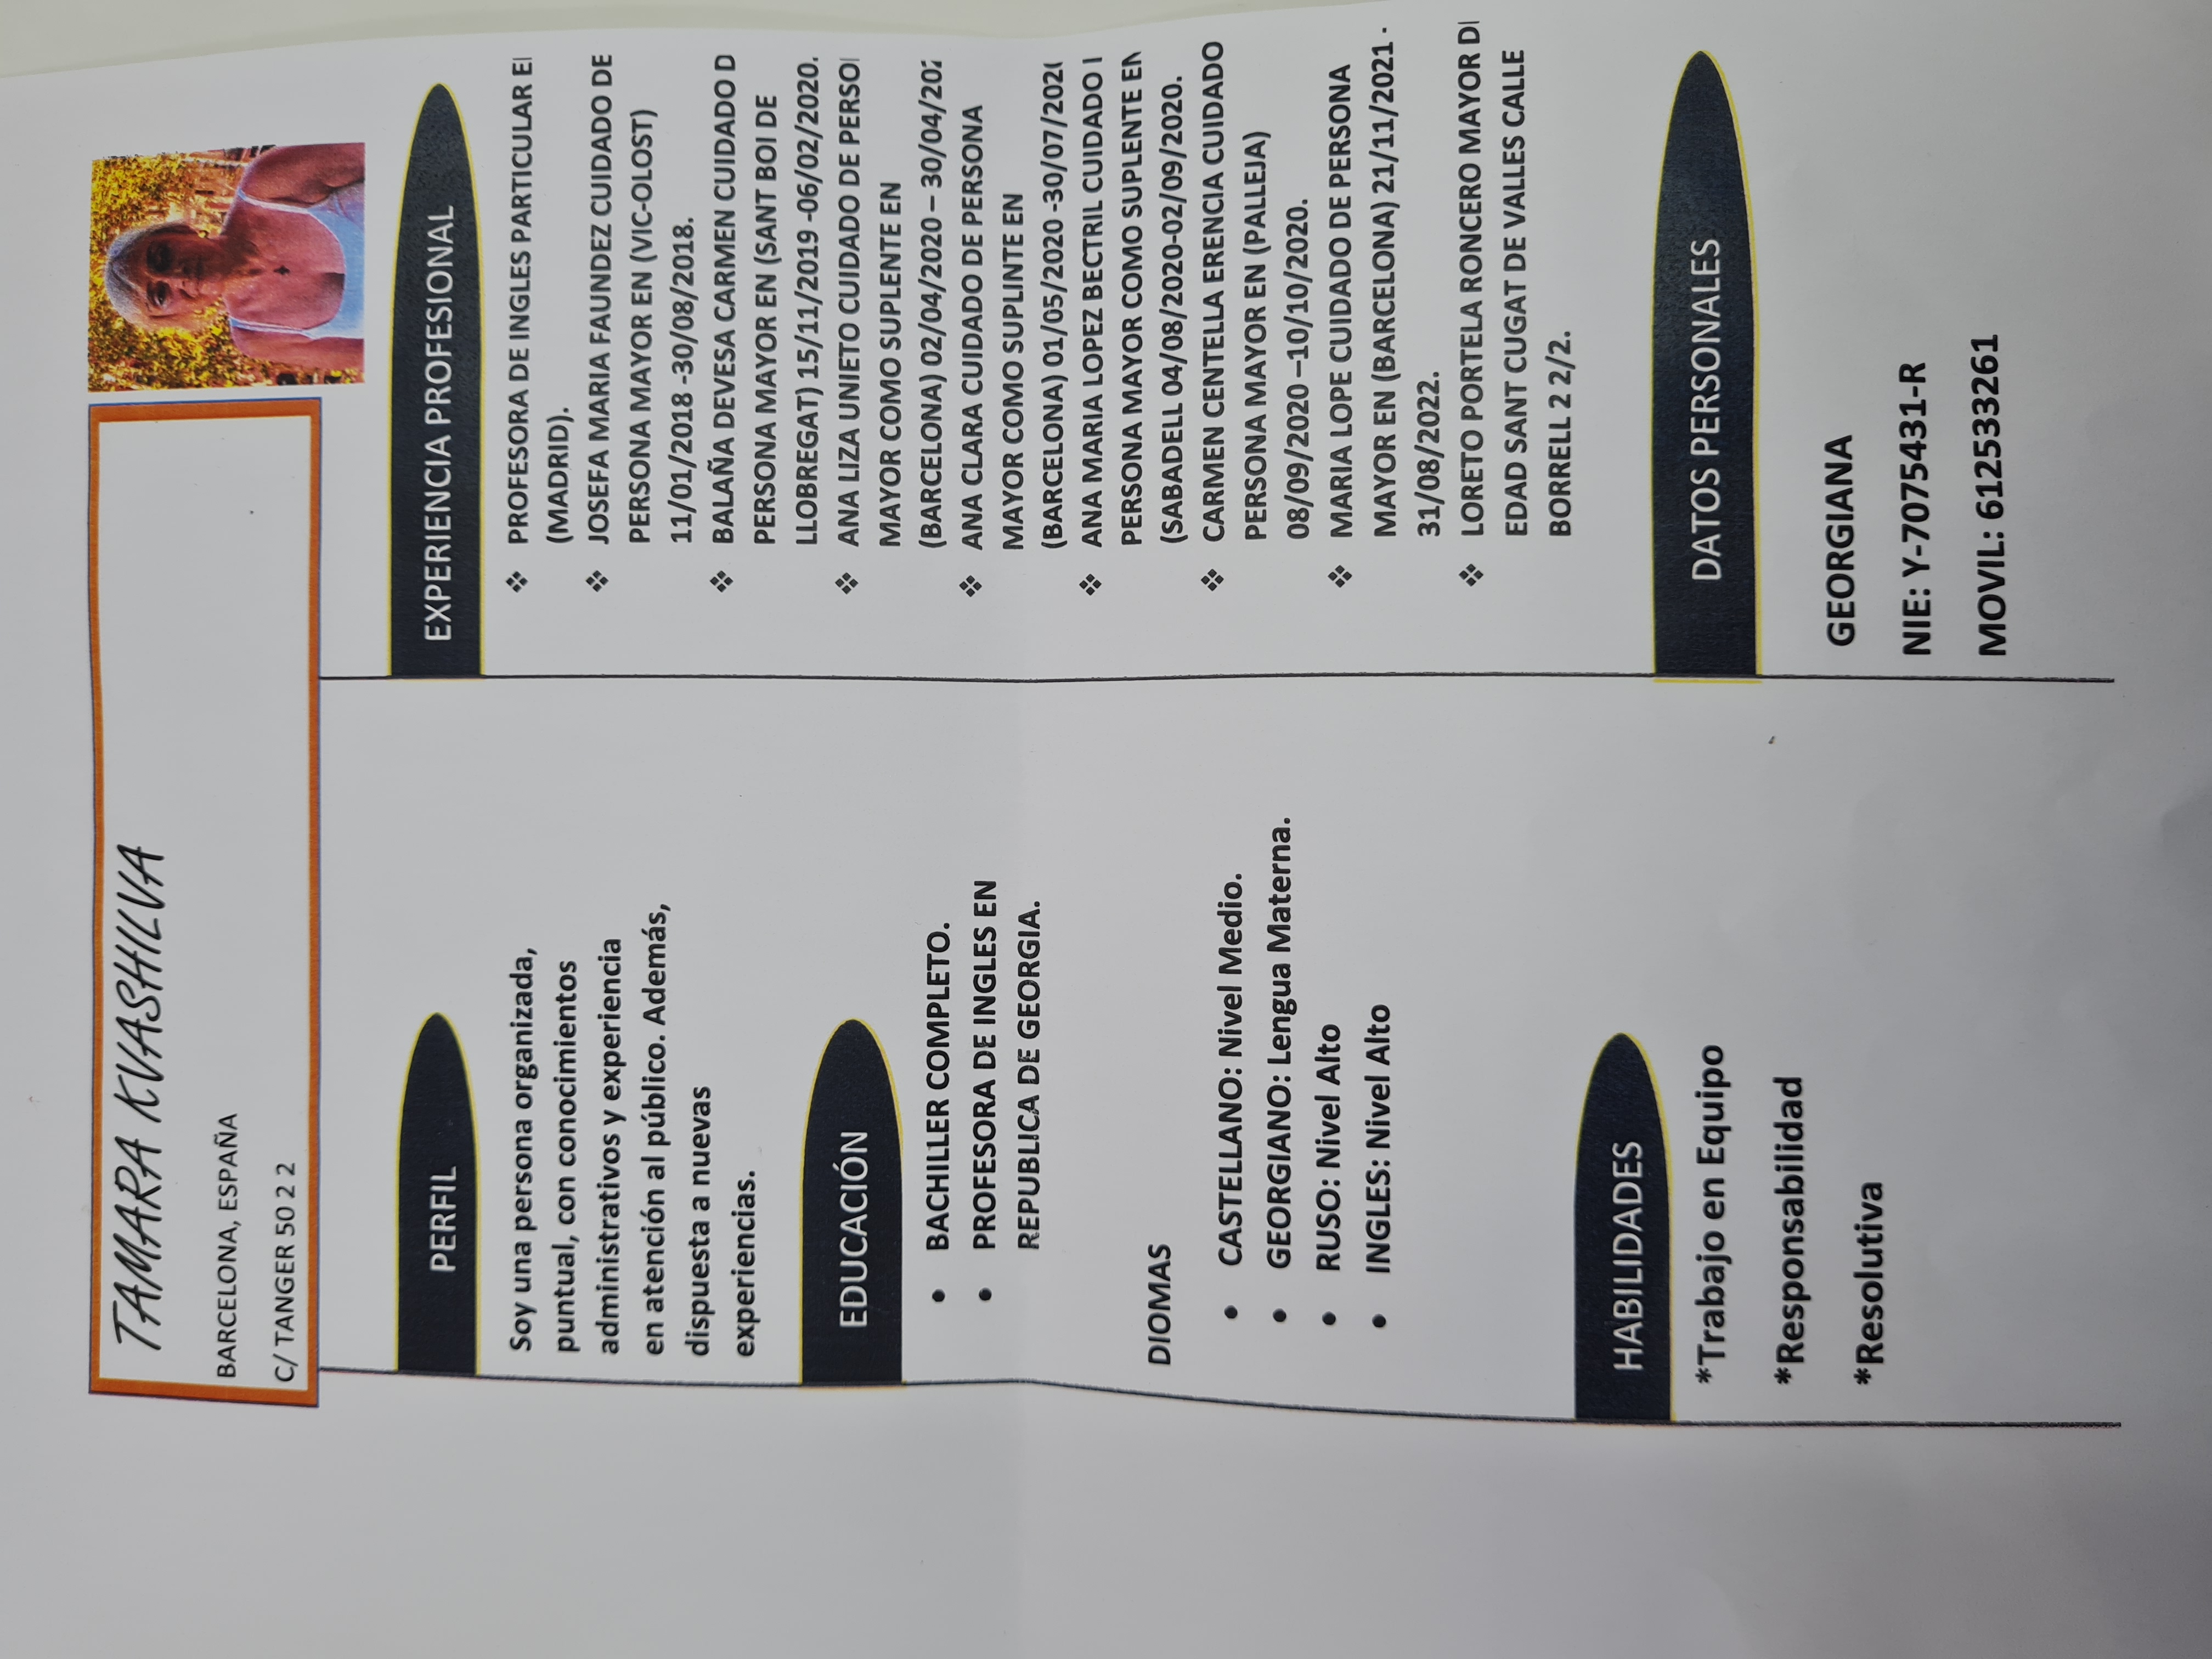 TAMARA KVASHILVA
BARCELONA, ESPAÑA
C/ TANGER 50 2 2
PERFIL
Soy una persona organizada,
puntual, con conocimientos
administrativos y experiencia
en atención al público. Además,
dispuesta a nuevas
experiencias.
EDUCACIÓN
BACHILLER COMPLETO.
PROFESORA DE INGLES EN
REPUBLICA DE GEORGIA.
DIOMAS
CASTELLANO: Nivel Medio.
GEORGIANO: Lengua Materna.
RUSO: Nivel Alto
INGLES: Nivel Alto
HABILIDADES
*Trabajo en Equipo
*Responsabilidad
*Resolutiva
EXPERIENCIA PROFESIONAL
PROFESORA DE INGLES PARTICULAR
(MADRID).
JOSEFA MARIA FAUNDEZ CUIDADO DE
PERSONA MAYOR EN (VIC-OLOST)
11/01/2018 -30/08/2018.
BALAÑA DEVESA CARMEN CUIDADO D
PERSONA MAYOR EN (SANT BOI DE
LLOBREGAT) 15/11/2019 -06/02/2020.
ANA LIZA UNIETO CUIDADO DE PERSO
MAYOR COMO SUPLENTE EN
(BARCELONA) 02/04/2020 – 30/04/202
ANA CLARA CUIDADO DE PERSONA
MAYOR COMO SUPLINTE EN
(BARCELONA) 01/05/2020 -30/07/2020
ANA MARIA LOPEZ BECTRIL CUIDADO
PERSONA MAYOR COMO SUPLENTE EN
(SABADELL 04/08/2020-02/09/2020.
CARMEN CENTELLA ERENCIA CUIDADO
PERSONA MAYOR EN (PALLEJA)
08/09/2020 –10/10/2020.
MARIA LOPE CUIDADO DE PERSONA
MAYOR EN (BARCELONA) 21/11/2021 -
31/08/2022.
LORETO PORTELA RONCERO MAYOR D
EDAD SANT CUGAT DE VALLES CALLE
BORRELL 2 2/2.
DATOS PERSONALES
GEORGIANA
NIE: Y-7075431-R
MOVIL: 612533261